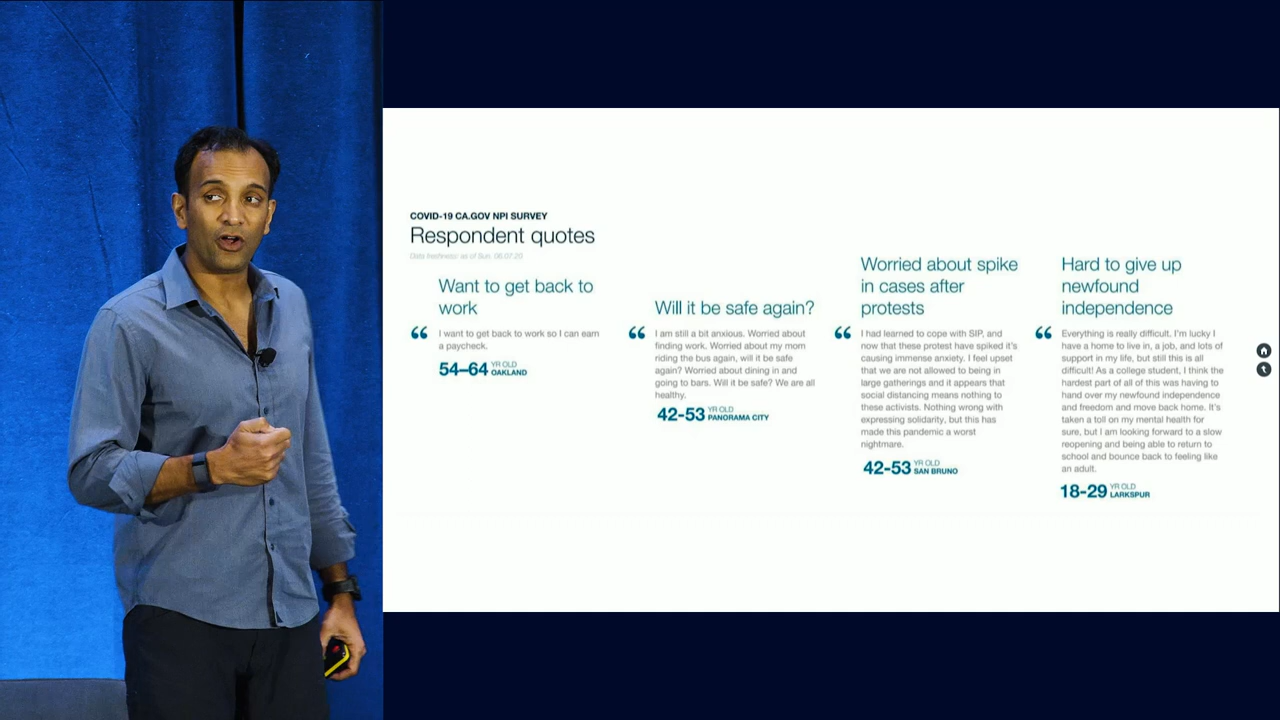 COVID-19 CA.GOV NPI SURVEY
Respondent quotes
Data freshness: as of Sun, 06.07.20
Want to get back to
work
“
I want to get back to work so I can earn
a paycheck.
54–64 YR OLD
OAKLAND
Will it be safe again?
“
I am still a bit anxious. Worried about
finding work. Worried about my mom
riding the bus again, will it be safe
again? Worried about dining in and
going to bars. Will it be safe? We are all
healthy.
42-53 YR OLD
PANORAMA CITY
Worried about spike
in cases after
protests
“
I had learned to cope with SIP, and
now that these protest have spiked it's
causing immense anxiety. I feel upset
that we are not allowed to being in
large gatherings and it appears that
social distancing means nothing to
these activists. Nothing wrong with
expressing solidarity, but this has
made this pandemic a worst
nightmare.
42-53 YR OLD
SAN BRUNO
Hard to give up
newfound
independence
“
Everything is really difficult. I'm lucky I
have a home to live in, a job, and lots of
support in my life, but still this is all
difficult! As a college student, I think the
hardest part of all of this was having to
hand over my newfound independence
and freedom and move back home. It's
taken a toll on my mental health for
sure, but I am looking forward to a slow
reopening and being able to return to
school and bounce back to feeling like
an adult.
18-29 YR OLD
LARKSPUR